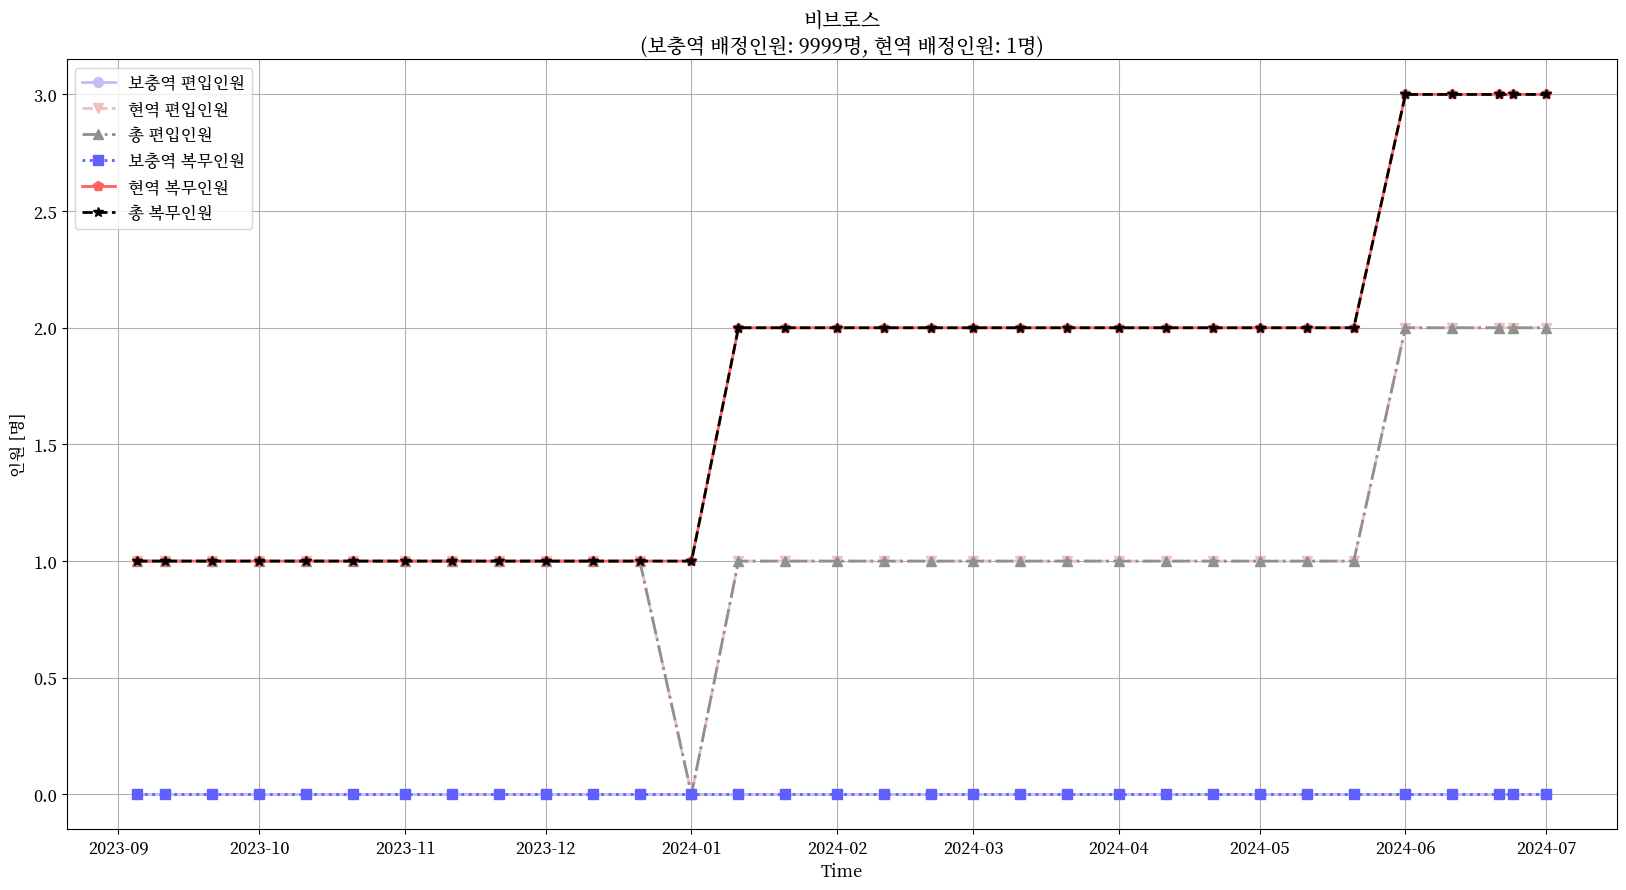 비브로스
(보충역 배정인원: 9999명, 현역 배정인원: 1명)
보충역 편입인원
현역 편입인원
총 편입인원
보충역 복무인원
현역 복무인원
총 복무인원
3.0
2.5
2.0
1.5
1.0
0.5
0.0
인원 [명]
2023-09 2023-10 2023-11 2023-12 2024-01 2024-02 2024-03 2024-04 2024-05 2024-06 2024-07
Time